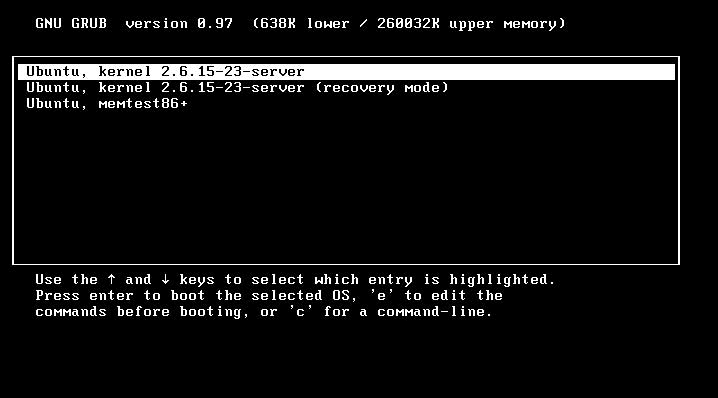 GNU GRUB  version 0.97  (638K lower / 260032K upper memory)
Ubuntu, kernel 2.6.15-23-server
Ubuntu, kernel 2.6.15-23-server (recovery mode)
Ubuntu, memtest86+
Use the ↑ and ↓ keys to select which entry is highlighted.
Press enter to boot the selected OS, 'e' to edit the
commands before booting, or 'c' for a command-line.